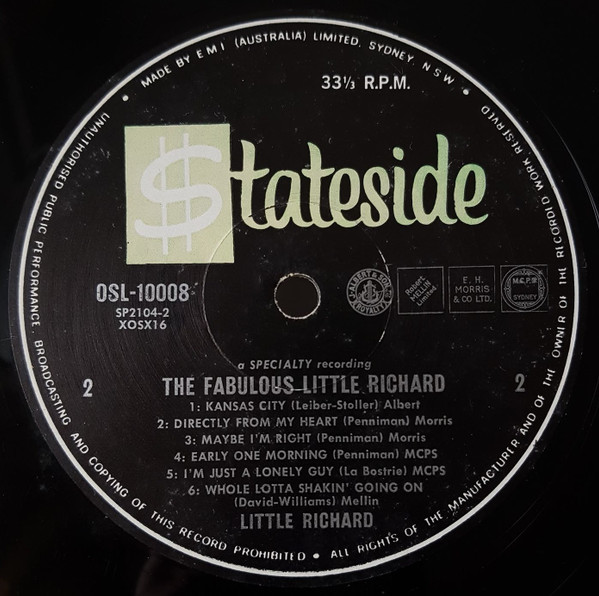 MADE BY E M I (AUSTRALIA) LIMITED, SYDNEY, N S W •
33⅓ R.P.M.
$tateside
OSL-10008
SP2104-2
XOSX16
J. ALBERT & SON
ROYALTY
Robert
MELLIN
Limited
E. H.
MORRIS
& CO LTD.
M.C.P.S.
SYDNEY
a SPECIALTY recording
2 THE FABULOUS LITTLE RICHARD 2
1: KANSAS CITY (Leiber-Stoller) Albert
2: DIRECTLY FROM MY HEART (Penniman) Morris
3: MAYBE I'M RIGHT (Penniman) Morris
4: EARLY ONE MORNING (Penniman) MCPS
5: I'M JUST A LONELY GUY (La Bostrie) MCPS
6: WHOLE LOTTA SHAKIN' GOING ON
(David-Williams) Mellin
LITTLE RICHARD
UNAUTHORISED PUBLIC PERFORMANCE BROADCASTING AND COPYING OF THIS RECORD PROHIBITED • ALL RIGHTS OF THE MANUFACTURER AND OF THE OWNER OF THE RECORDED WORK RESERVED •